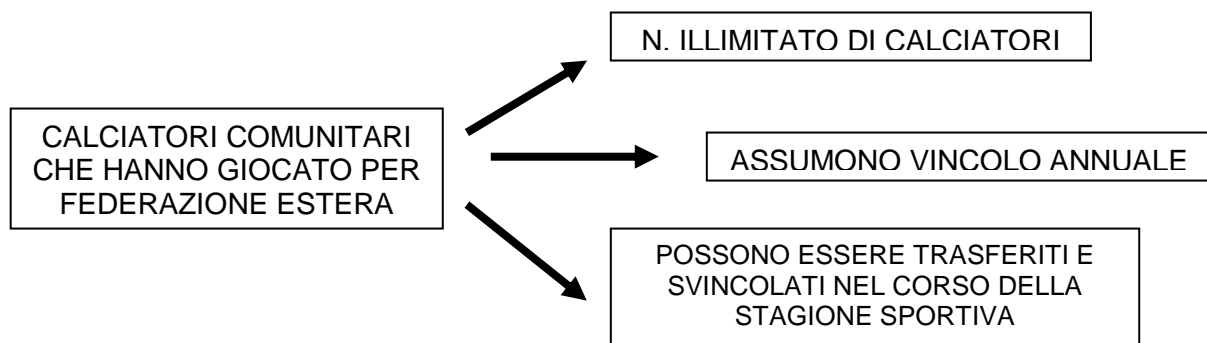 N. ILLIMITATO DI CALCIATORI
CALCIATORI COMUNITARI
CHE HANNO GIOCATO PER
FEDERAZIONE ESTERA
ASSUMONO VINCOLO ANNUALE
POSSONO ESSERE TRASFERITI E
SVINCOLATI NEL CORSO DELLA
STAGIONE SPORTIVA